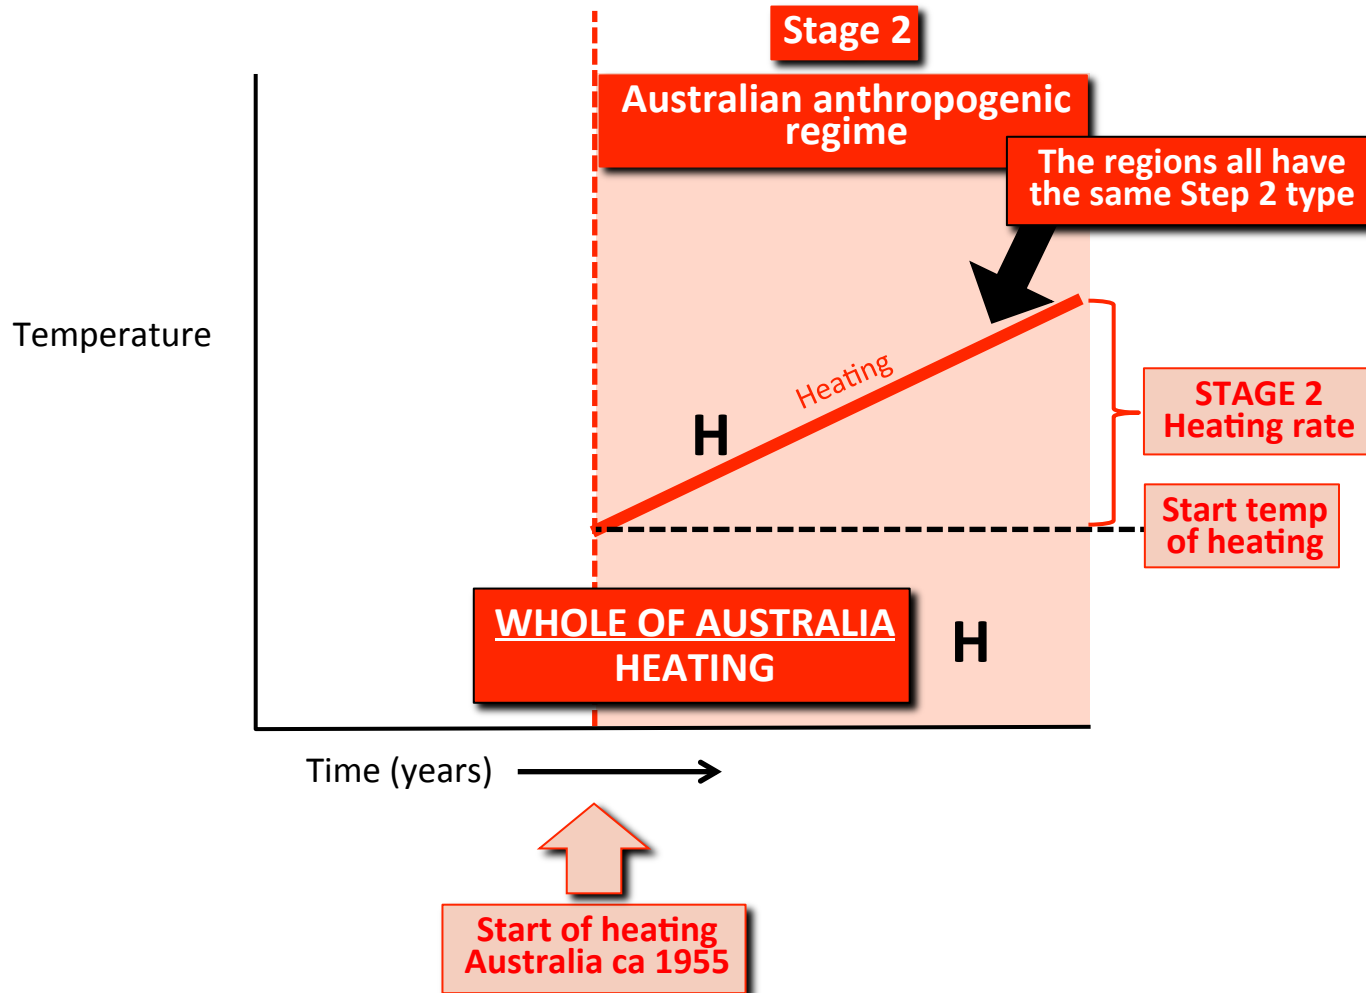 Stage 2
Australian anthropogenic
regime
The regions all have
the same Step 2 type
Temperature
Heating
H
STAGE 2
Heating rate
Start temp
of heating
WHOLE OF AUSTRALIA
HEATING
H
Time (years)
Start of heating
Australia ca 1955